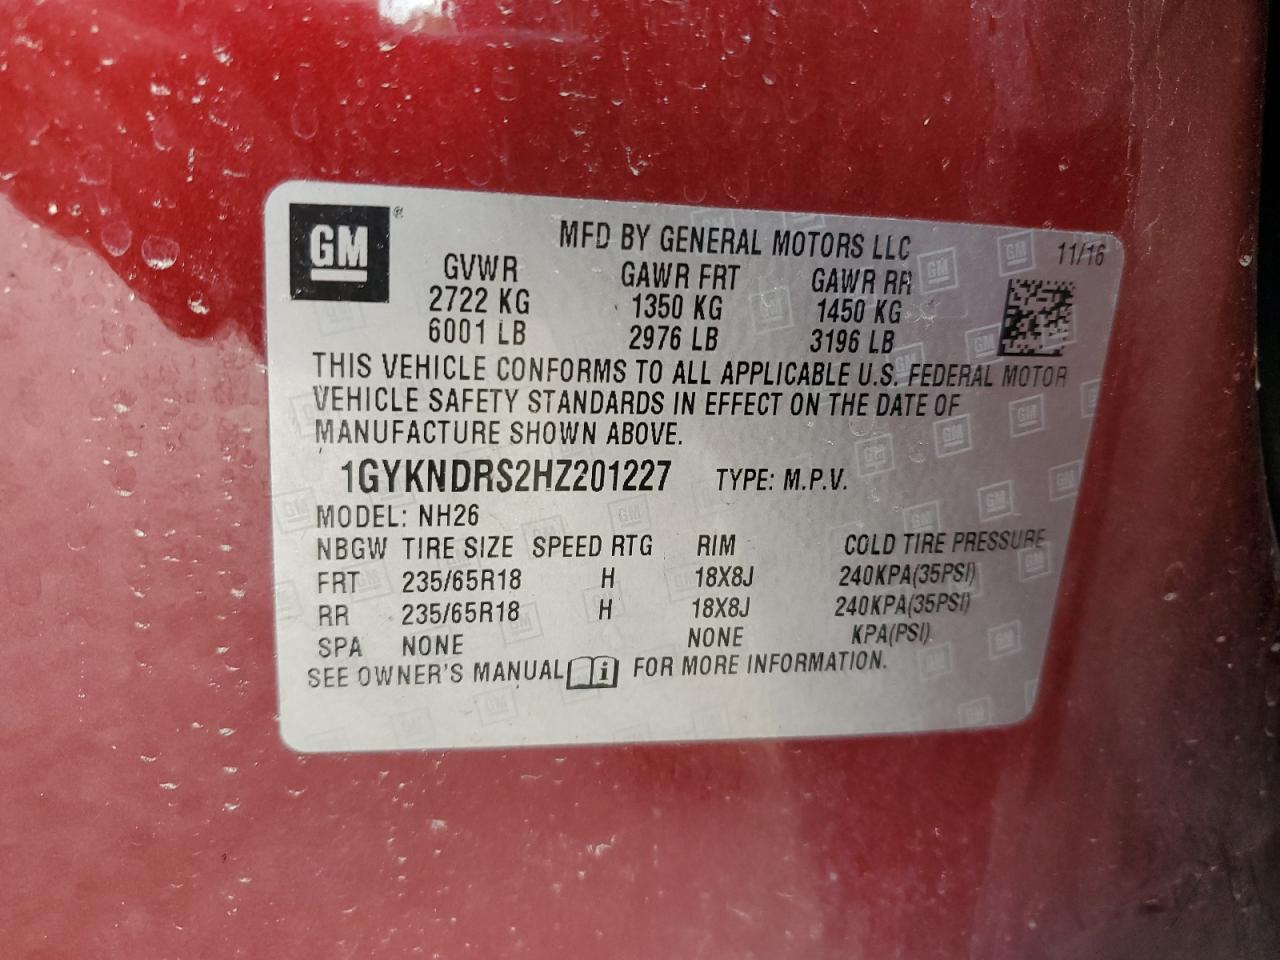 GM ®
MFD BY GENERAL MOTORS LLC 11/16
GVWR GAWR FRT GAWR RR
2722 KG 1350 KG 1450 KG
6001 LB 2976 LB 3196 LB
THIS VEHICLE CONFORMS TO ALL APPLICABLE U.S. FEDERAL MOTOR
VEHICLE SAFETY STANDARDS IN EFFECT ON THE DATE OF
MANUFACTURE SHOWN ABOVE.
1GYKNDRS2HZ201227 TYPE: M.P.V.
MODEL: NH26
NBGW TIRE SIZE SPEED RTG RIM COLD TIRE PRESSURE
FRT 235/65R18 H 18X8J 240KPA(35PSI)
RR 235/65R18 H 18X8J 240KPA(35PSI)
SPA NONE NONE KPA(PSI)
SEE OWNER'S MANUAL i FOR MORE INFORMATION.